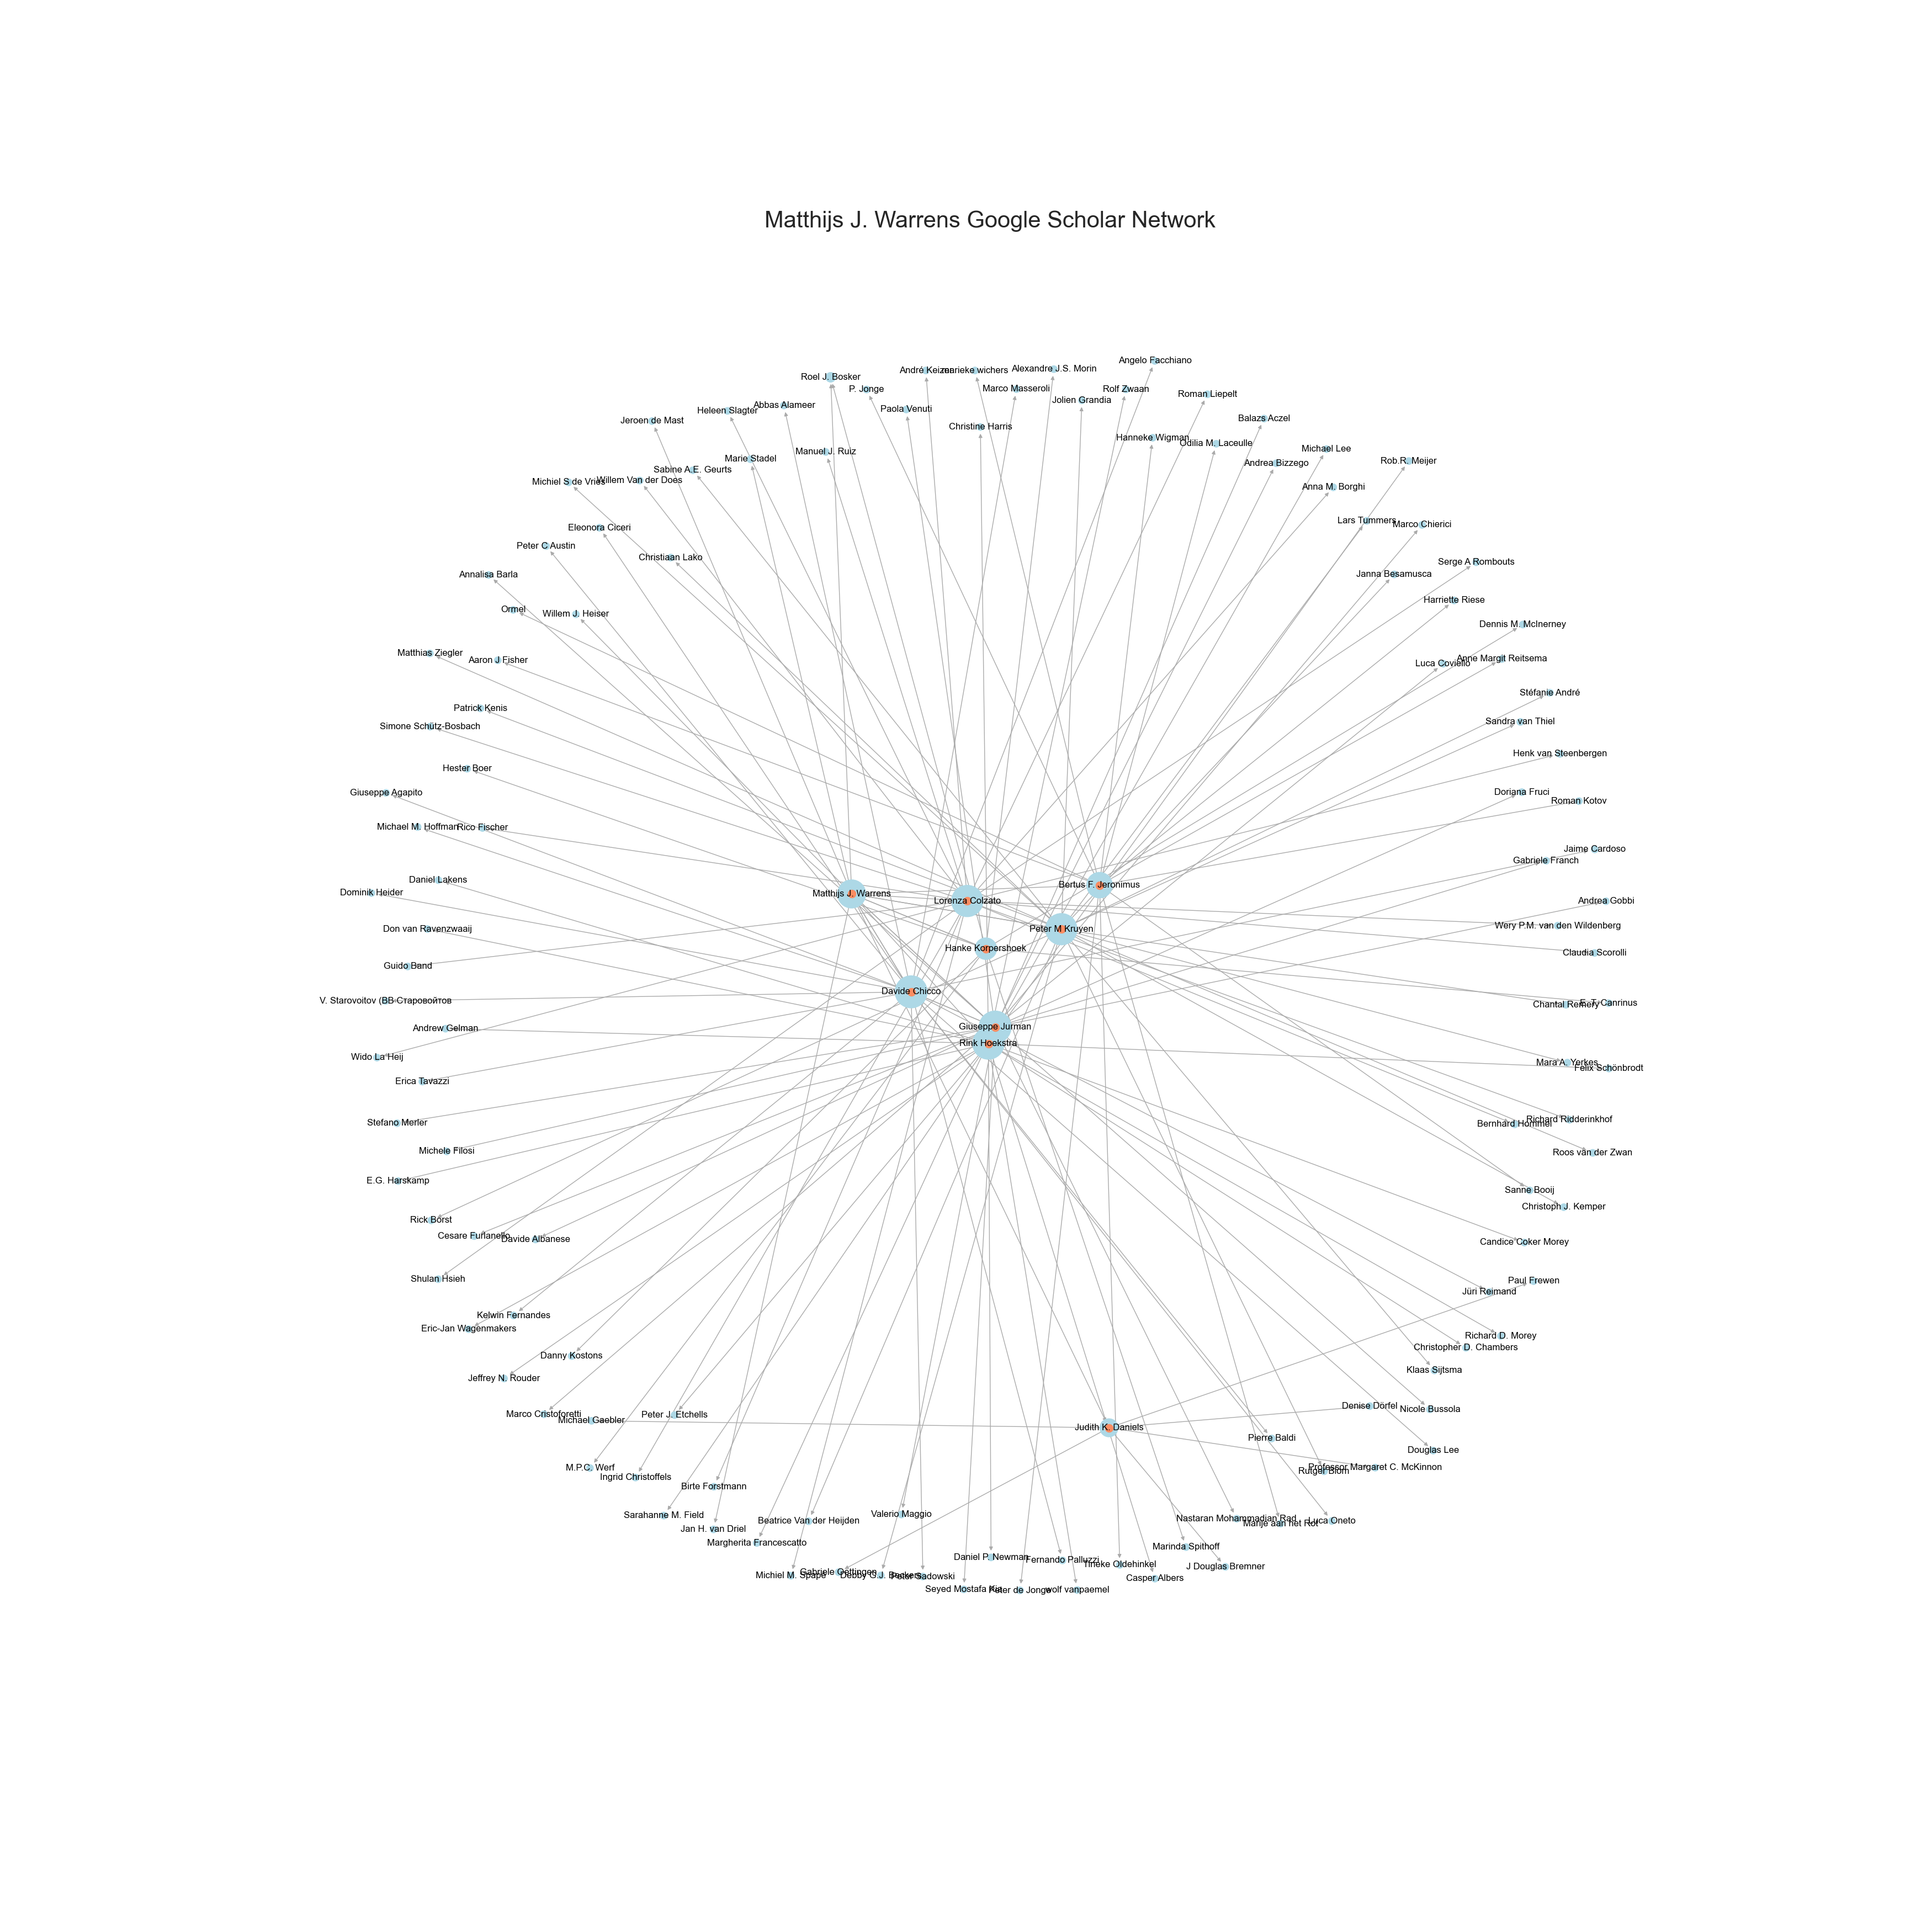 Matthijs J. Warrens Google Scholar Network
Angelo Facchiano
Alexandre J.S. Morin
André Keizer
marieke wichers
Roel J. Bosker
P. Jonge
Marco Masseroli
Rolf Zwaan
Roman Liepelt
Jolien Grandia
Abbas Alameer
Paola Venuti
Heleen Slagter
Jeroen de Mast
Balazs Aczel
Christine Harris
Hanneke Wigman
Odilia M. Laceulle
Michael Lee
Manuel J. Ruiz
Marie Stadel
Andrea Bizzego
Rob.R. Meijer
Sabine A.E. Geurts
Michiel S de Vries
Willem Van der Does
Anna M. Borghi
Lars Tummers
Marco Chierici
Eleonora Ciceri
Peter C Austin
Christiaan Lako
Serge A Rombouts
Annalisa Barla
Janna Besamusca
Harriette Riese
Ormel
Willem J. Heiser
Dennis M. McInerney
Matthias Ziegler
Aaron J Fisher
Luca Coviello
Anne Margit Reitsema
Stéfanie André
Patrick Kenis
Sandra van Thiel
Simone Schütz-Bosbach
Henk van Steenbergen
Hester Boer
Giuseppe Agapito
Doriana Fruci
Roman Kotov
Michael M. Hoffman
Rico Fischer
Jaime Cardoso
Gabriele Franch
Daniel Lakens
Dominik Heider
Matthijs J. Warrens
Lorenza Colzato
Bertus F. Jeronimus
Andrea Gobbi
Don van Ravenzwaaij
Peter M Kruyen
Wery P.M. van den Wildenberg
Hanke Korpershoek
Claudia Scorolli
Guido Band
Davide Chicco
V. Starovoitov (ВВ Старовойтов
Chantal Remery
E. T. Canrinus
Andrew Gelman
Giuseppe Jurman
Rink Hoekstra
Wido La Heij
Mara A. Yerkes
Felix Schönbrodt
Erica Tavazzi
Stefano Merler
Richard Ridderinkhof
Bernhard Hommel
Michele Filosi
Roos van der Zwan
E.G. Harskamp
Sanne Booij
Christoph J. Kemper
Rick Borst
Cesare Furlanello
Davide Albanese
Candice Coker Morey
Shulan Hsieh
Paul Frewen
Jüri Reimand
Kelwin Fernandes
Eric-Jan Wagenmakers
Richard D. Morey
Christopher D. Chambers
Danny Kostons
Klaas Sijtsma
Jeffrey N. Rouder
Denise Dörfel
Nicole Bussola
Marco Cristoforetti
Michael Gaebler
Peter J. Etchells
Judith K. Daniels
Pierre Baldi
Douglas Lee
M.P.C. Werf
Professor Margaret C. McKinnon
Rutger Blom
Ingrid Christoffels
Birte Forstmann
Sarahanne M. Field
Valerio Maggio
Jan H. van Driel
Beatrice Van der Heijden
Nastaran Mohammadian Rad
Marije aan het Rot
Luca Oneto
Margherita Francescatto
Marinda Spithoff
Daniel P. Newman
Fernando Palluzzi
Tineke Oldehinkel
J Douglas Bremner
Michiel M. Spapé
Gabriele Oettingen
Debby G.J. Beckers
Peter Sadowski
Casper Albers
Seyed Mostafa Kia
Peter de Jonge
wolf vanpaemel